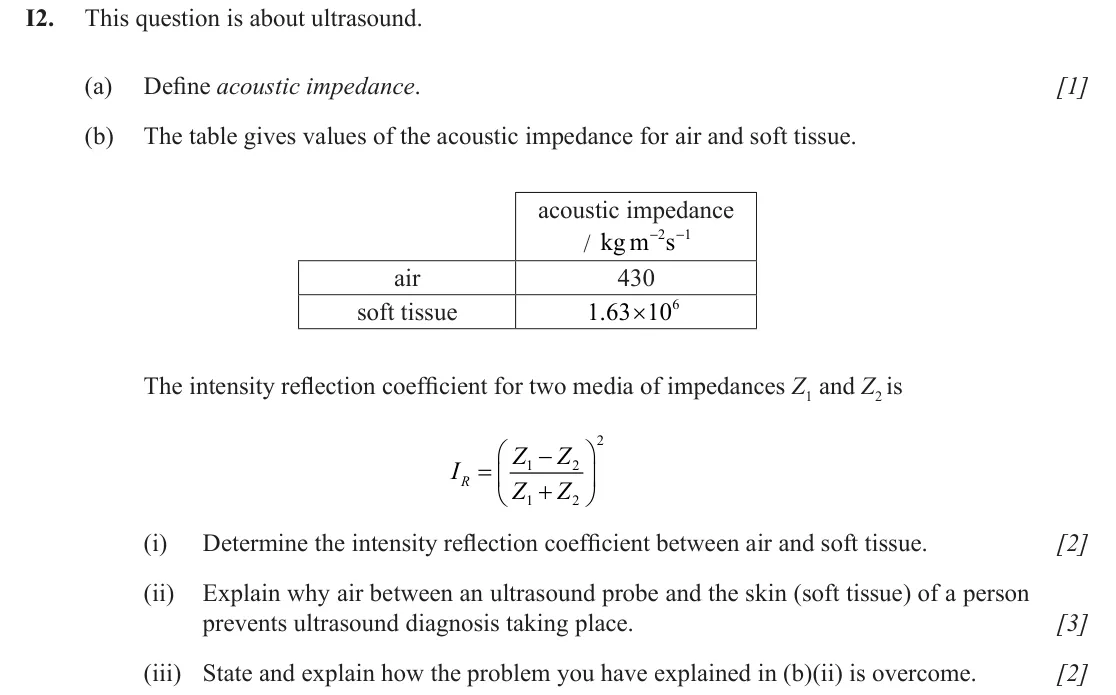 I2. This question is about ultrasound.
(a) Define acoustic impedance. [1]
(b) The table gives values of the acoustic impedance for air and soft tissue.
acoustic impedance
/ kg m⁻² s⁻¹
air 430
soft tissue 1.63×10⁶
The intensity reflection coefficient for two media of impedances Z₁ and Z₂ is
I_R = ((Z₁ − Z₂)/(Z₁ + Z₂))²
(i) Determine the intensity reflection coefficient between air and soft tissue. [2]
(ii) Explain why air between an ultrasound probe and the skin (soft tissue) of a person
prevents ultrasound diagnosis taking place. [3]
(iii) State and explain how the problem you have explained in (b)(ii) is overcome. [2]